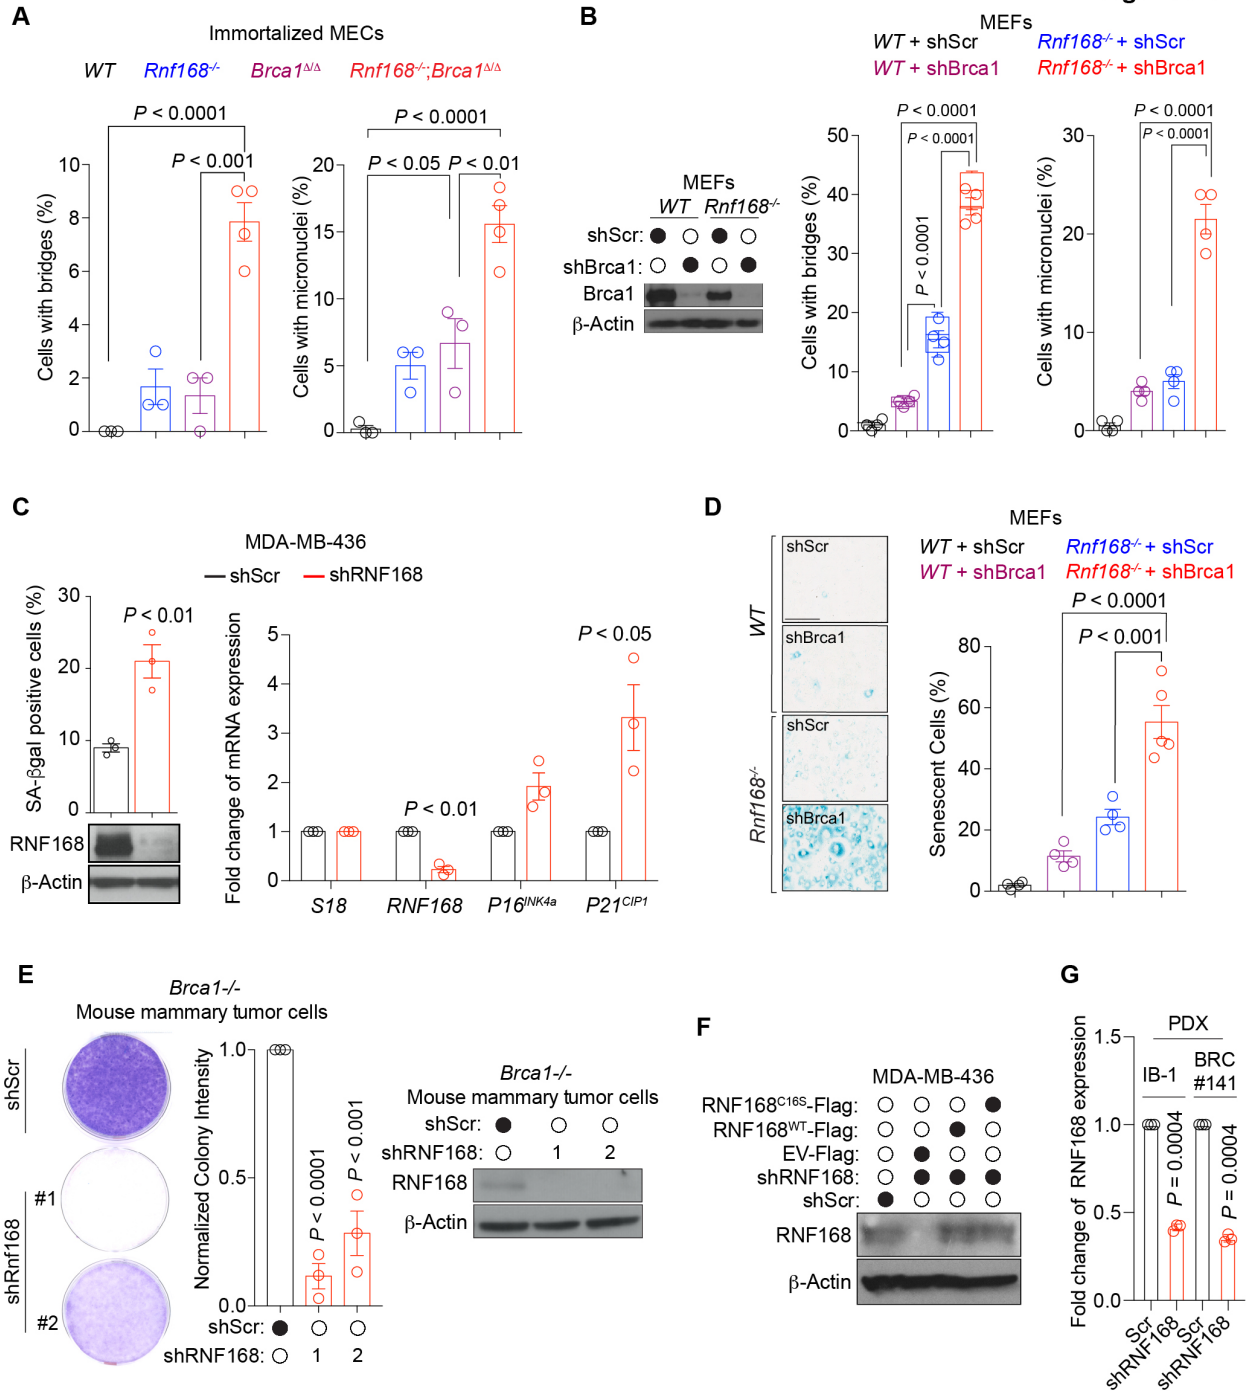 A
Immortalized MECs
WT Rnf168-/- Brca1Δ/Δ Rnf168-/-;Brca1Δ/Δ
P < 0.0001
P < 0.001
Cells with bridges (%)
10
8
6
4
2
0
P < 0.0001
P < 0.05 P < 0.01
Cells with micronuclei (%)
20
15
10
5
0
B
MEFs
WT + shScr Rnf168-/- + shScr
WT + shBrca1 Rnf168-/- + shBrca1
MEFs
WT Rnf168-/-
shScr:
shBrca1:
Brca1
β-Actin
P < 0.0001
P < 0.0001
P < 0.0001
Cells with bridges (%)
50
40
30
20
10
0
P < 0.0001
P < 0.0001
Cells with micronuclei (%)
30
20
10
0
C
MDA-MB-436
shScr shRNF168
SA-βgal positive cells (%)
30
20
10
0
P < 0.01
RNF168
β-Actin
Fold change of mRNA expression
5
4
3
2
1
0
P < 0.01
P < 0.05
S18 RNF168 P16INK4a P21CIP1
D
MEFs
WT + shScr Rnf168-/- + shScr
WT + shBrca1 Rnf168-/- + shBrca1
WT
shScr
shBrca1
Rnf168-/-
shScr
shBrca1
P < 0.0001
P < 0.001
Senescent Cells (%)
80
60
40
20
0
E
Brca1-/-
Mouse mammary tumor cells
shScr
shRnf168
#1
#2
Normalized Colony Intensity
1.0
0.5
0.0
P < 0.0001
P < 0.001
shScr:
shRNF168: 1 2
Brca1-/-
Mouse mammary tumor cells
shScr:
shRNF168: 1 2
RNF168
β-Actin
F
MDA-MB-436
RNF168C16S-Flag:
RNF168WT-Flag:
EV-Flag:
shRNF168:
shScr:
RNF168
β-Actin
G
PDX
IB-1
BRC
#141
Fold change of RNF168 expression
1.5
1.0
0.5
0.0
P = 0.0004
P = 0.0004
Scr
shRNF168
Scr
shRNF168